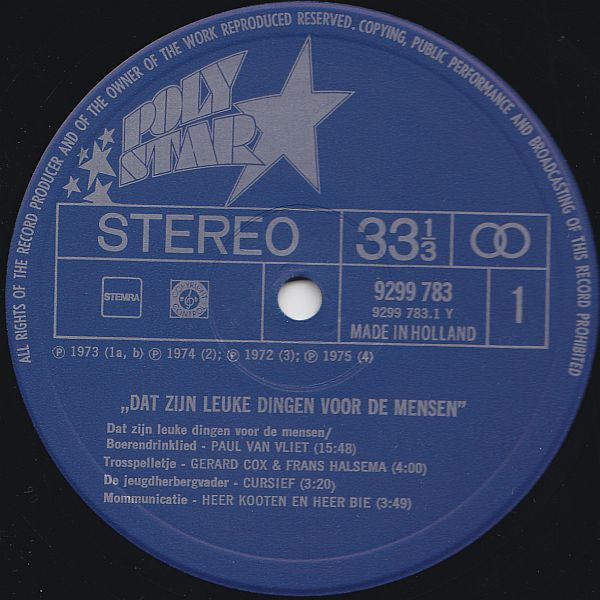 ALL RIGHTS OF THE RECORD PRODUCER AND OF THE OWNER OF THE WORK REPRODUCED RESERVED. COPYING, PUBLIC PERFORMANCE AND BROADCASTING OF THIS RECORD PROHIBITED
POLY
STAR
STEREO
33 1/3
STEMRA
9299 783
9299 783.1 Y
MADE IN HOLLAND
1
Ⓟ 1973 (1a, b) Ⓟ 1974 (2); Ⓟ 1972 (3); Ⓟ 1975 (4)
„DAT ZIJN LEUKE DINGEN VOOR DE MENSEN”
Dat zijn leuke dingen voor de mensen/
Boerendrinklied - PAUL VAN VLIET (15:48)
Trosspelletje - GERARD COX & FRANS HALSEMA (4:00)
De jeugdherbergvader - CURSIEF (3:20)
Mommunicatie - HEER KOOTEN EN HEER BIE (3:49)